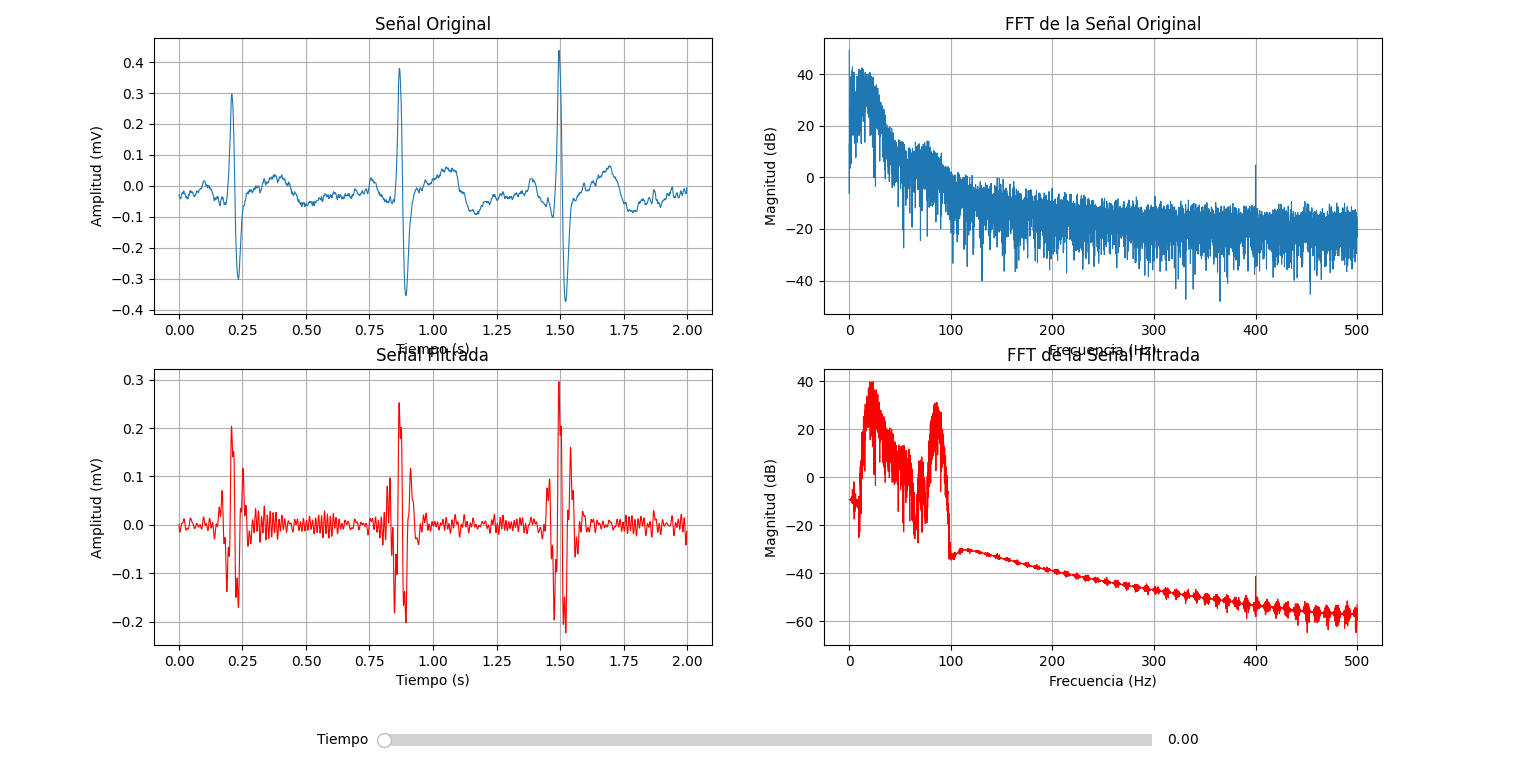 Señal Original
Amplitud (mV)
0.4
0.3
0.2
0.1
0.0
−0.1
−0.2
−0.3
−0.4
0.00 0.25 0.50 0.75 1.00 1.25 1.50 1.75 2.00
Tiempo (s)
FFT de la Señal Original
Magnitud (dB)
40
20
0
−20
−40
0 100 200 300 400 500
Frecuencia (Hz)
Señal Filtrada
Amplitud (mV)
0.3
0.2
0.1
0.0
−0.1
−0.2
0.00 0.25 0.50 0.75 1.00 1.25 1.50 1.75 2.00
Tiempo (s)
FFT de la Señal Filtrada
Magnitud (dB)
40
20
0
−20
−40
−60
0 100 200 300 400 500
Frecuencia (Hz)
Tiempo 0.00